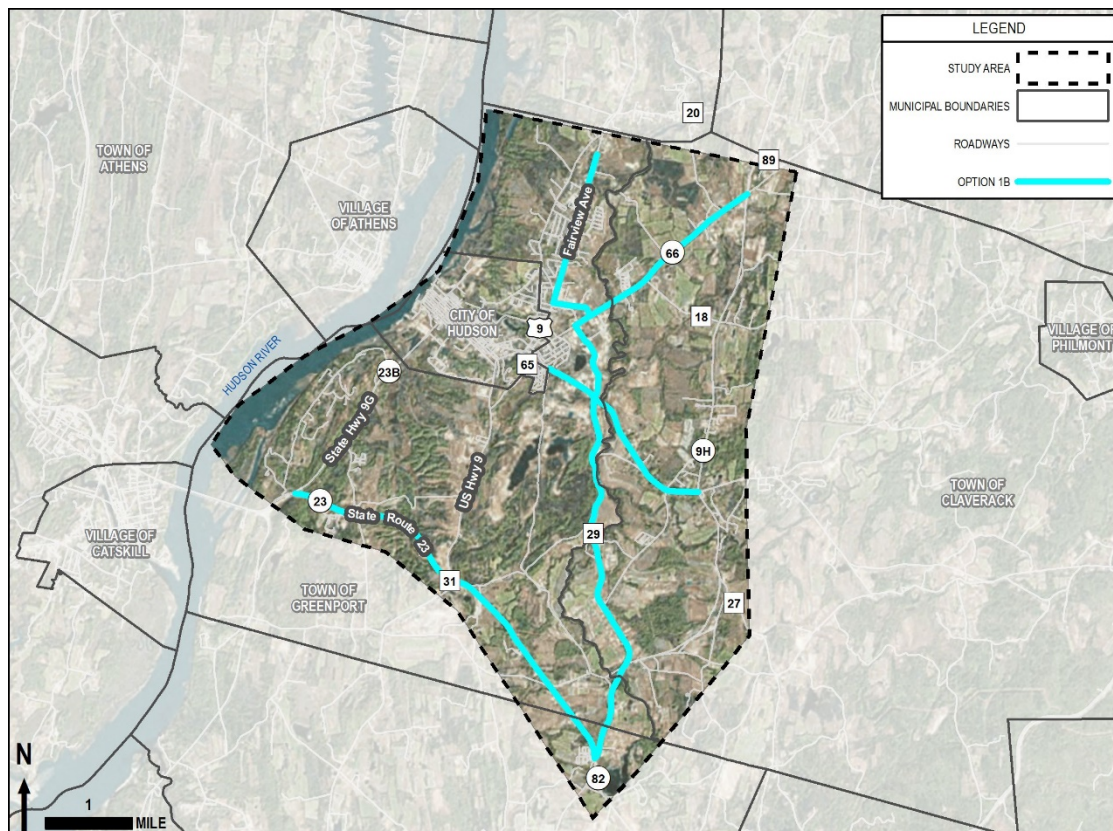 LEGEND
STUDY AREA
MUNICIPAL BOUNDARIES
ROADWAYS
OPTION 1B
20
89
TOWN OF
ATHENS
VILLAGE
OF ATHENS
Fairview Ave
66
18
CITY OF
HUDSON
9
VILLAGE OF
PHILMONT
HUDSON RIVER
65
23B
State Hwy 9G
US Hwy 9
9H
23
State Route 23
TOWN OF
CLAVERACK
VILLAGE OF
CATSKILL
29
31
TOWN OF
GREENPORT
27
82
N
1
MILE